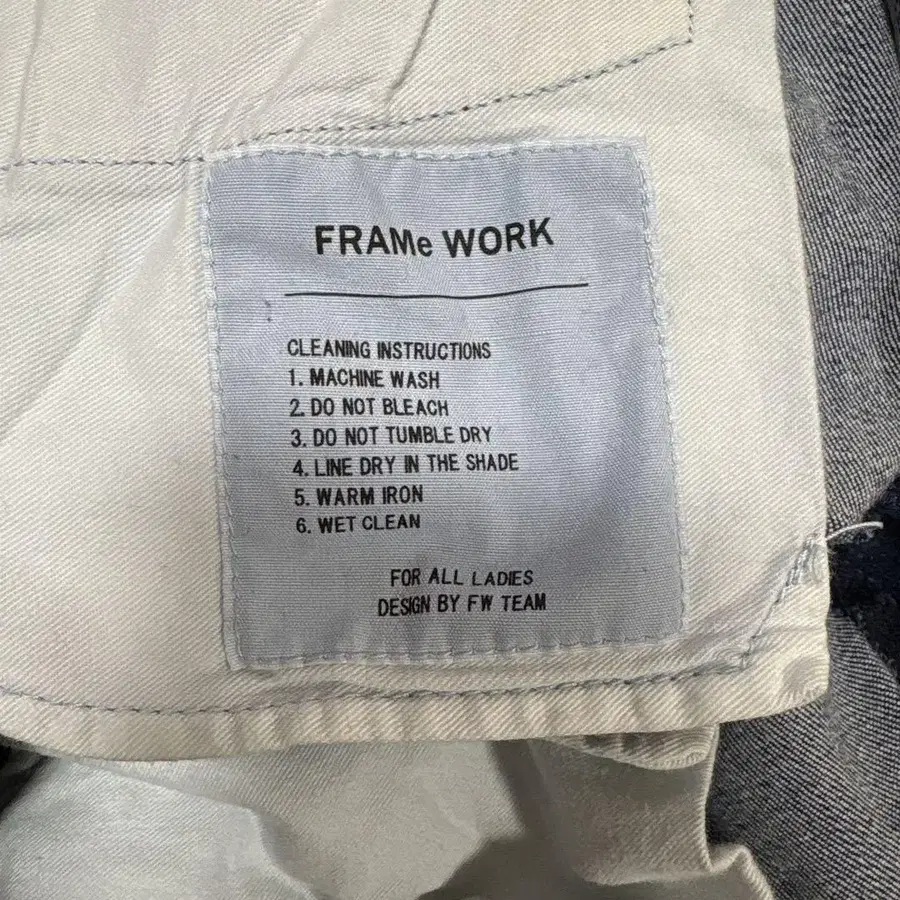 FRAMe WORK
CLEANING INSTRUCTIONS
1. MACHINE WASH
2. DO NOT BLEACH
3. DO NOT TUMBLE DRY
4. LINE DRY IN THE SHADE
5. WARM IRON
6. WET CLEAN
FOR ALL LADIES
DESIGN BY FW TEAM